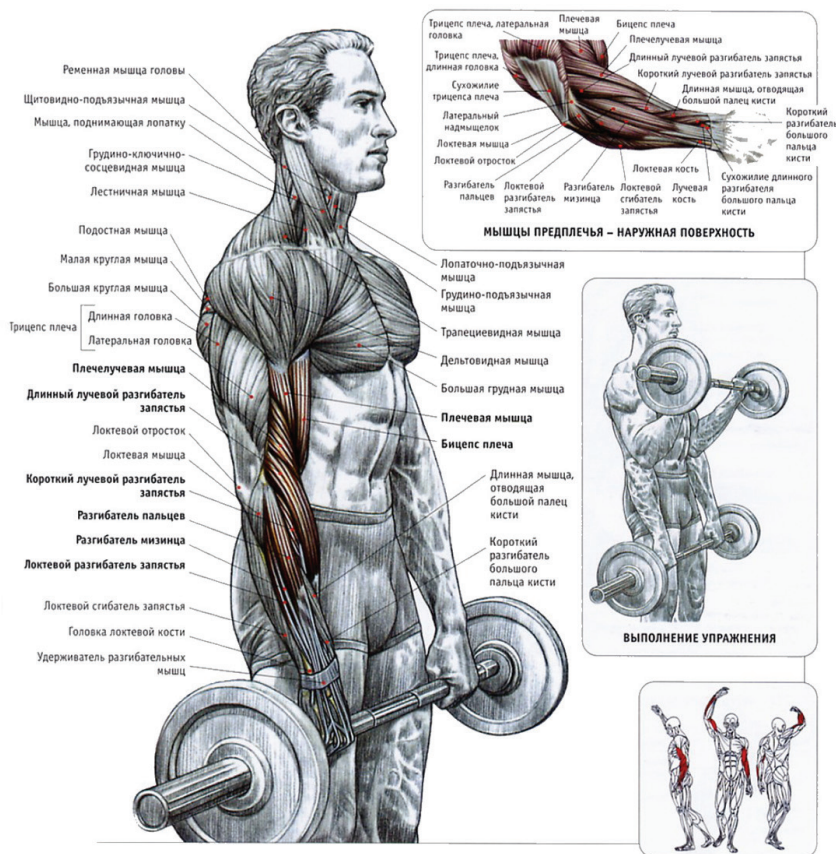 Ременная мышца головы
Щитовидно-подъязычная мышца
Мышца, поднимающая лопатку
Грудино-ключично-
сосцевидная мышца
Лестничная мышца
Подостная мышца
Малая круглая мышца
Большая круглая мышца
Трицепс плеча
Длинная головка
Латеральная головка
Плечелучевая мышца
Длинный лучевой разгибатель
запястья
Локтевой отросток
Локтевая мышца
Короткий лучевой разгибатель
запястья
Разгибатель пальцев
Разгибатель мизинца
Локтевой разгибатель запястья
Локтевой сгибатель запястья
Головка локтевой кости
Удерживатель разгибательных
мышц
Трицепс плеча, латеральная
головка
Плечевая
мышца
Бицепс плеча
Плечелучевая мышца
Трицепс плеча,
длинная головка
Длинный лучевой разгибатель запястья
Короткий лучевой разгибатель запястья
Сухожилие
трицепса плеча
Длинная мышца, отводящая
большой палец кисти
Латеральный
надмыщелок
Короткий
разгибатель
большого
пальца
кисти
Локтевая мышца
Локтевой отросток
Локтевая кость
Разгибатель
пальцев
Локтевой
разгибатель
запястья
Разгибатель
мизинца
Локтевой
сгибатель
запястья
Лучевая
кость
Сухожилие длинного
разгибателя
большого пальца
кисти
МЫШЦЫ ПРЕДПЛЕЧЬЯ – НАРУЖНАЯ ПОВЕРХНОСТЬ
Лопаточно-подъязычная
мышца
Грудино-подъязычная
мышца
Трапециевидная мышца
Дельтовидная мышца
Большая грудная мышца
Плечевая мышца
Бицепс плеча
Длинная мышца,
отводящая
большой палец
кисти
Короткий
разгибатель
большого
пальца кисти
ВЫПОЛНЕНИЕ УПРАЖНЕНИЯ